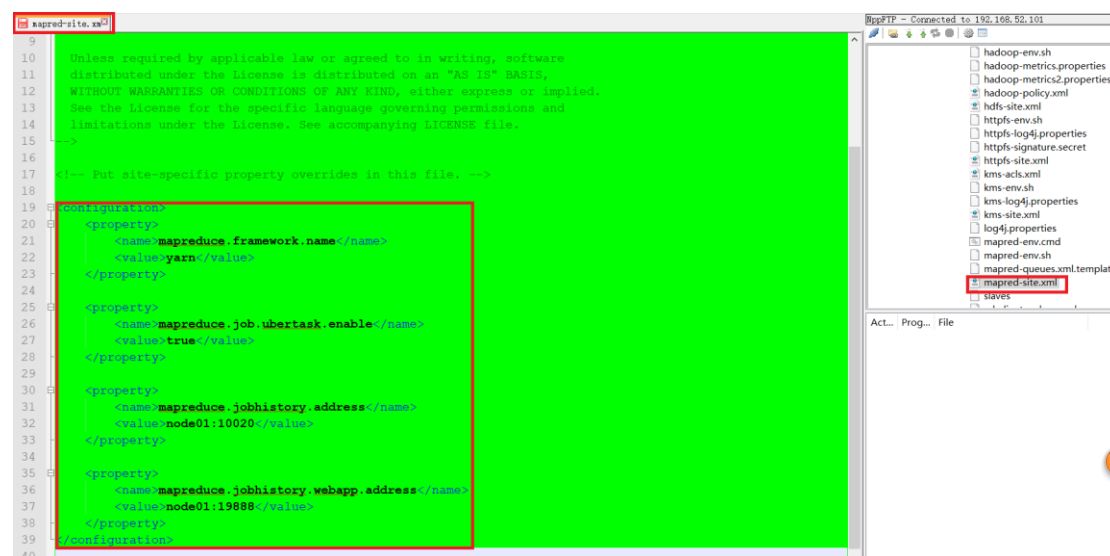 mapred-site.xml
9
10 Unless required by applicable law or agreed to in writing, software
11 distributed under the License is distributed on an "AS IS" BASIS,
12 WITHOUT WARRANTIES OR CONDITIONS OF ANY KIND, either express or implied.
13 See the License for the specific language governing permissions and
14 limitations under the License. See accompanying LICENSE file.
15 -->
16
17 <!-- Put site-specific property overrides in this file. -->
18
19 <configuration>
20 <property>
21 <name>mapreduce.framework.name</name>
22 <value>yarn</value>
23 </property>
24
25 <property>
26 <name>mapreduce.job.ubertask.enable</name>
27 <value>true</value>
28 </property>
29
30 <property>
31 <name>mapreduce.jobhistory.address</name>
32 <value>node01:10020</value>
33 </property>
34
35 <property>
36 <name>mapreduce.jobhistory.webapp.address</name>
37 <value>node01:19888</value>
38 </property>
39 </configuration>
40
NppFTP - Connected to 192.168.52.101
hadoop-env.sh
hadoop-metrics.properties
hadoop-metrics2.properties
hadoop-policy.xml
hdfs-site.xml
httpfs-env.sh
httpfs-log4j.properties
httpfs-signature.secret
httpfs-site.xml
kms-acls.xml
kms-env.sh
kms-log4j.properties
kms-site.xml
log4j.properties
mapred-env.cmd
mapred-env.sh
mapred-queues.xml.templat
mapred-site.xml
slaves
Act... Prog... File